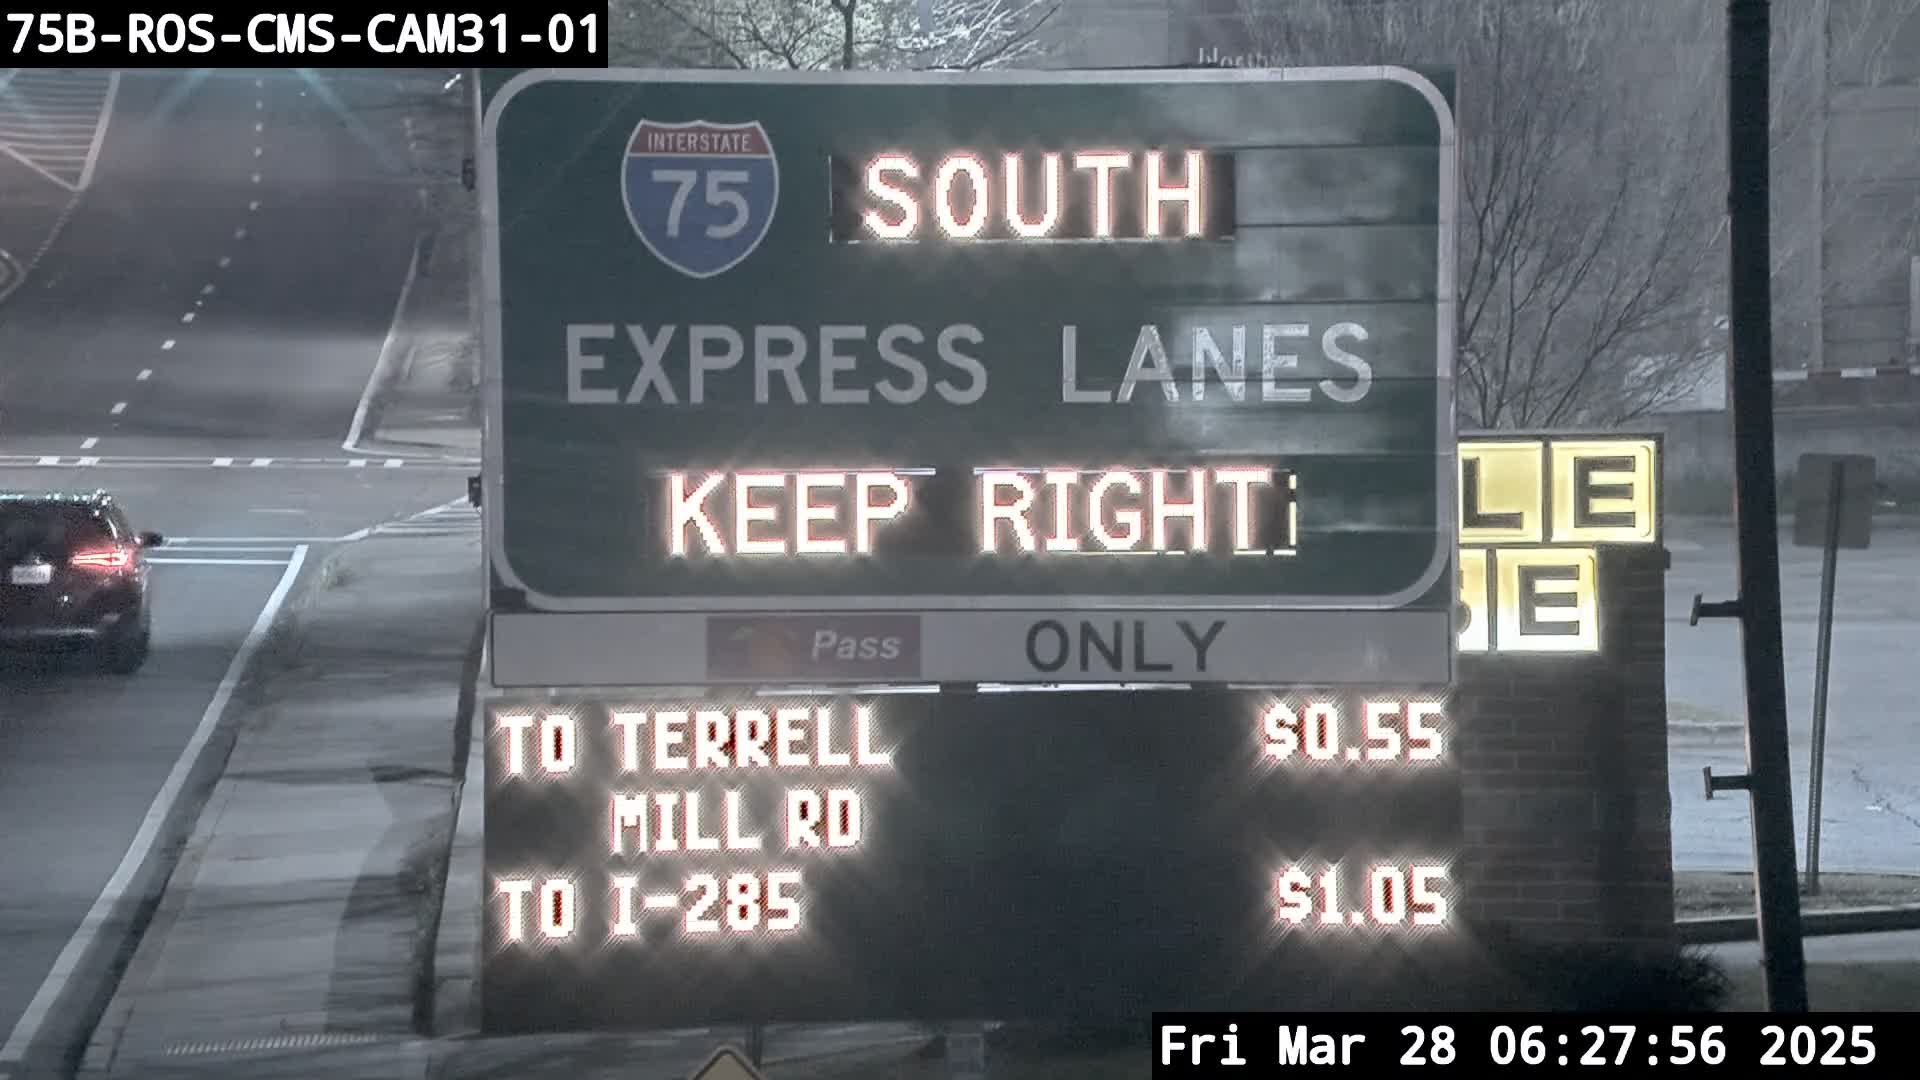 75B-ROS-CMS-CAM31-01
INTERSTATE
75
SOUTH
EXPRESS LANES
KEEP RIGHT
Pass ONLY
TO TERRELL $0.55
MILL RD
TO I-285 $1.05
LE
E
Fri Mar 28 06:27:56 2025